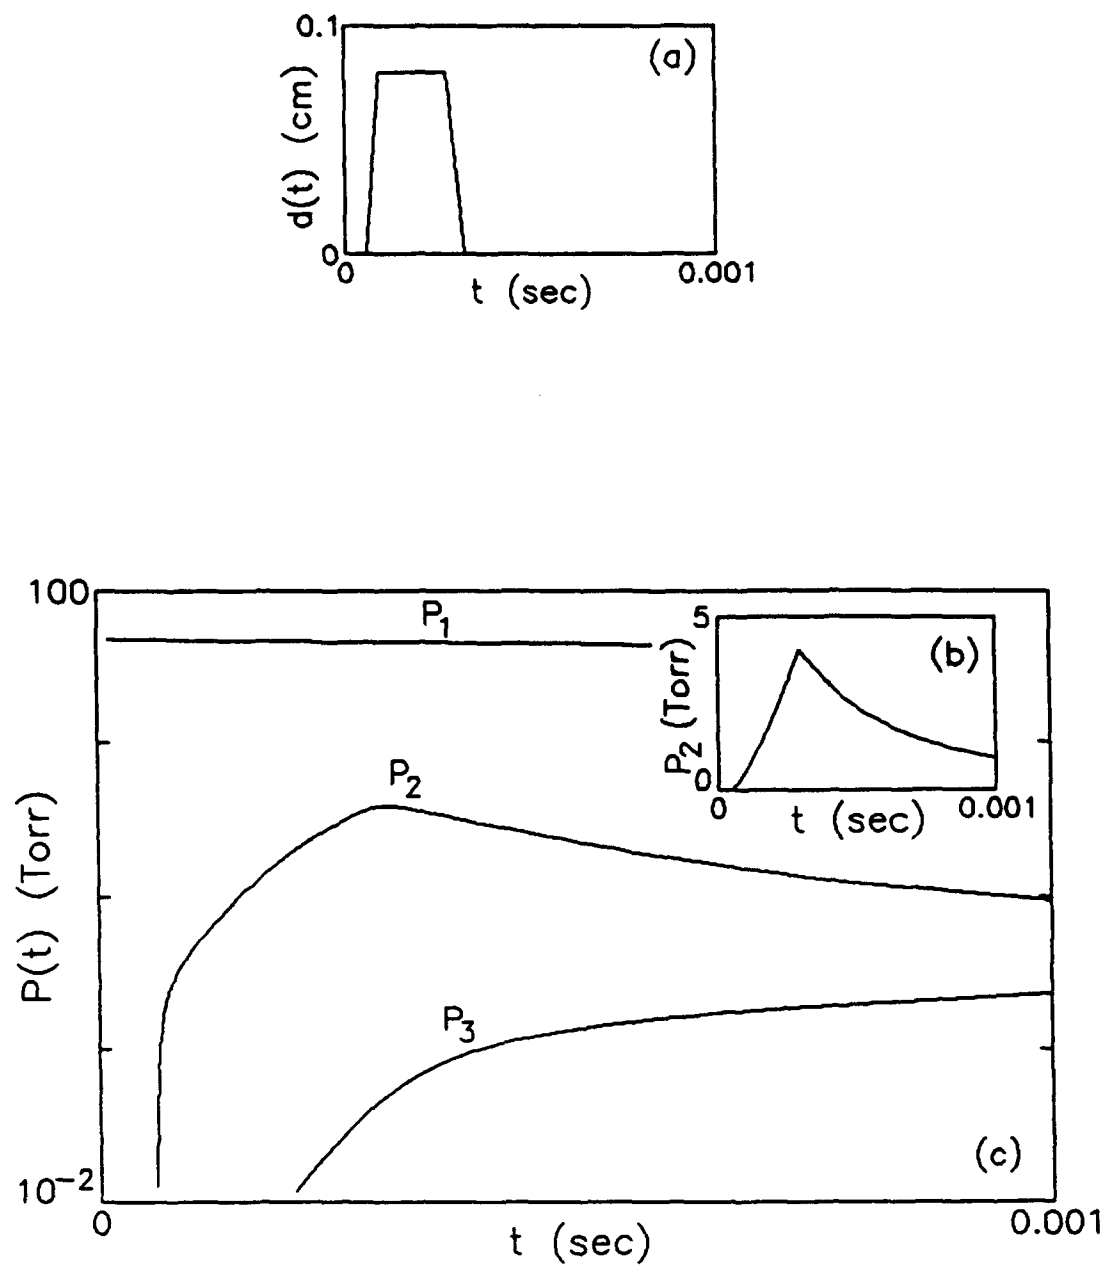 0.1
(a)
d(t) (cm)
0
0
0.001
t (sec)
100
P1
5
(b)
P2 (Torr)
0
0
0.001
t (sec)
P2
P(t) (Torr)
P3
(c)
10⁻²
0
0.001
t (sec)